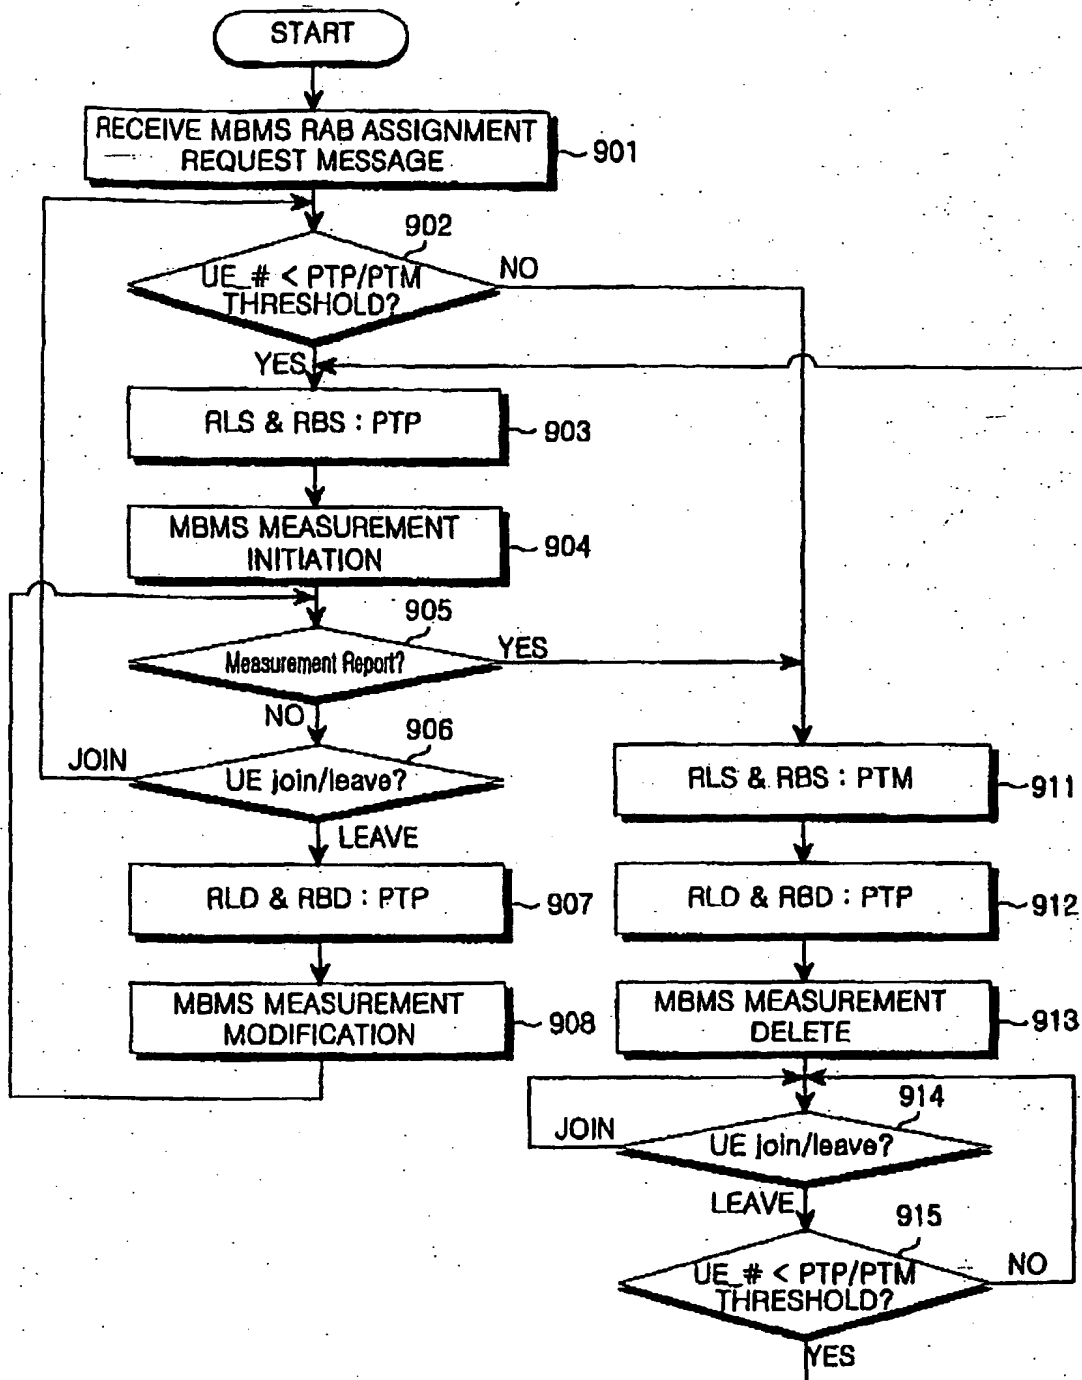 START
RECEIVE MBMS RAB ASSIGNMENT
REQUEST MESSAGE
901
902
UE_# < PTP/PTM
THRESHOLD?
NO
YES
RLS & RBS : PTP
903
MBMS MEASUREMENT
INITIATION
904
905
Measurement Report?
YES
NO
906
JOIN
UE join/leave?
LEAVE
RLS & RBS : PTM
911
RLD & RBD : PTP
907
RLD & RBD : PTP
912
MBMS MEASUREMENT
MODIFICATION
908
MBMS MEASUREMENT
DELETE
913
914
JOIN
UE join/leave?
LEAVE
915
UE_# < PTP/PTM
THRESHOLD?
NO
YES